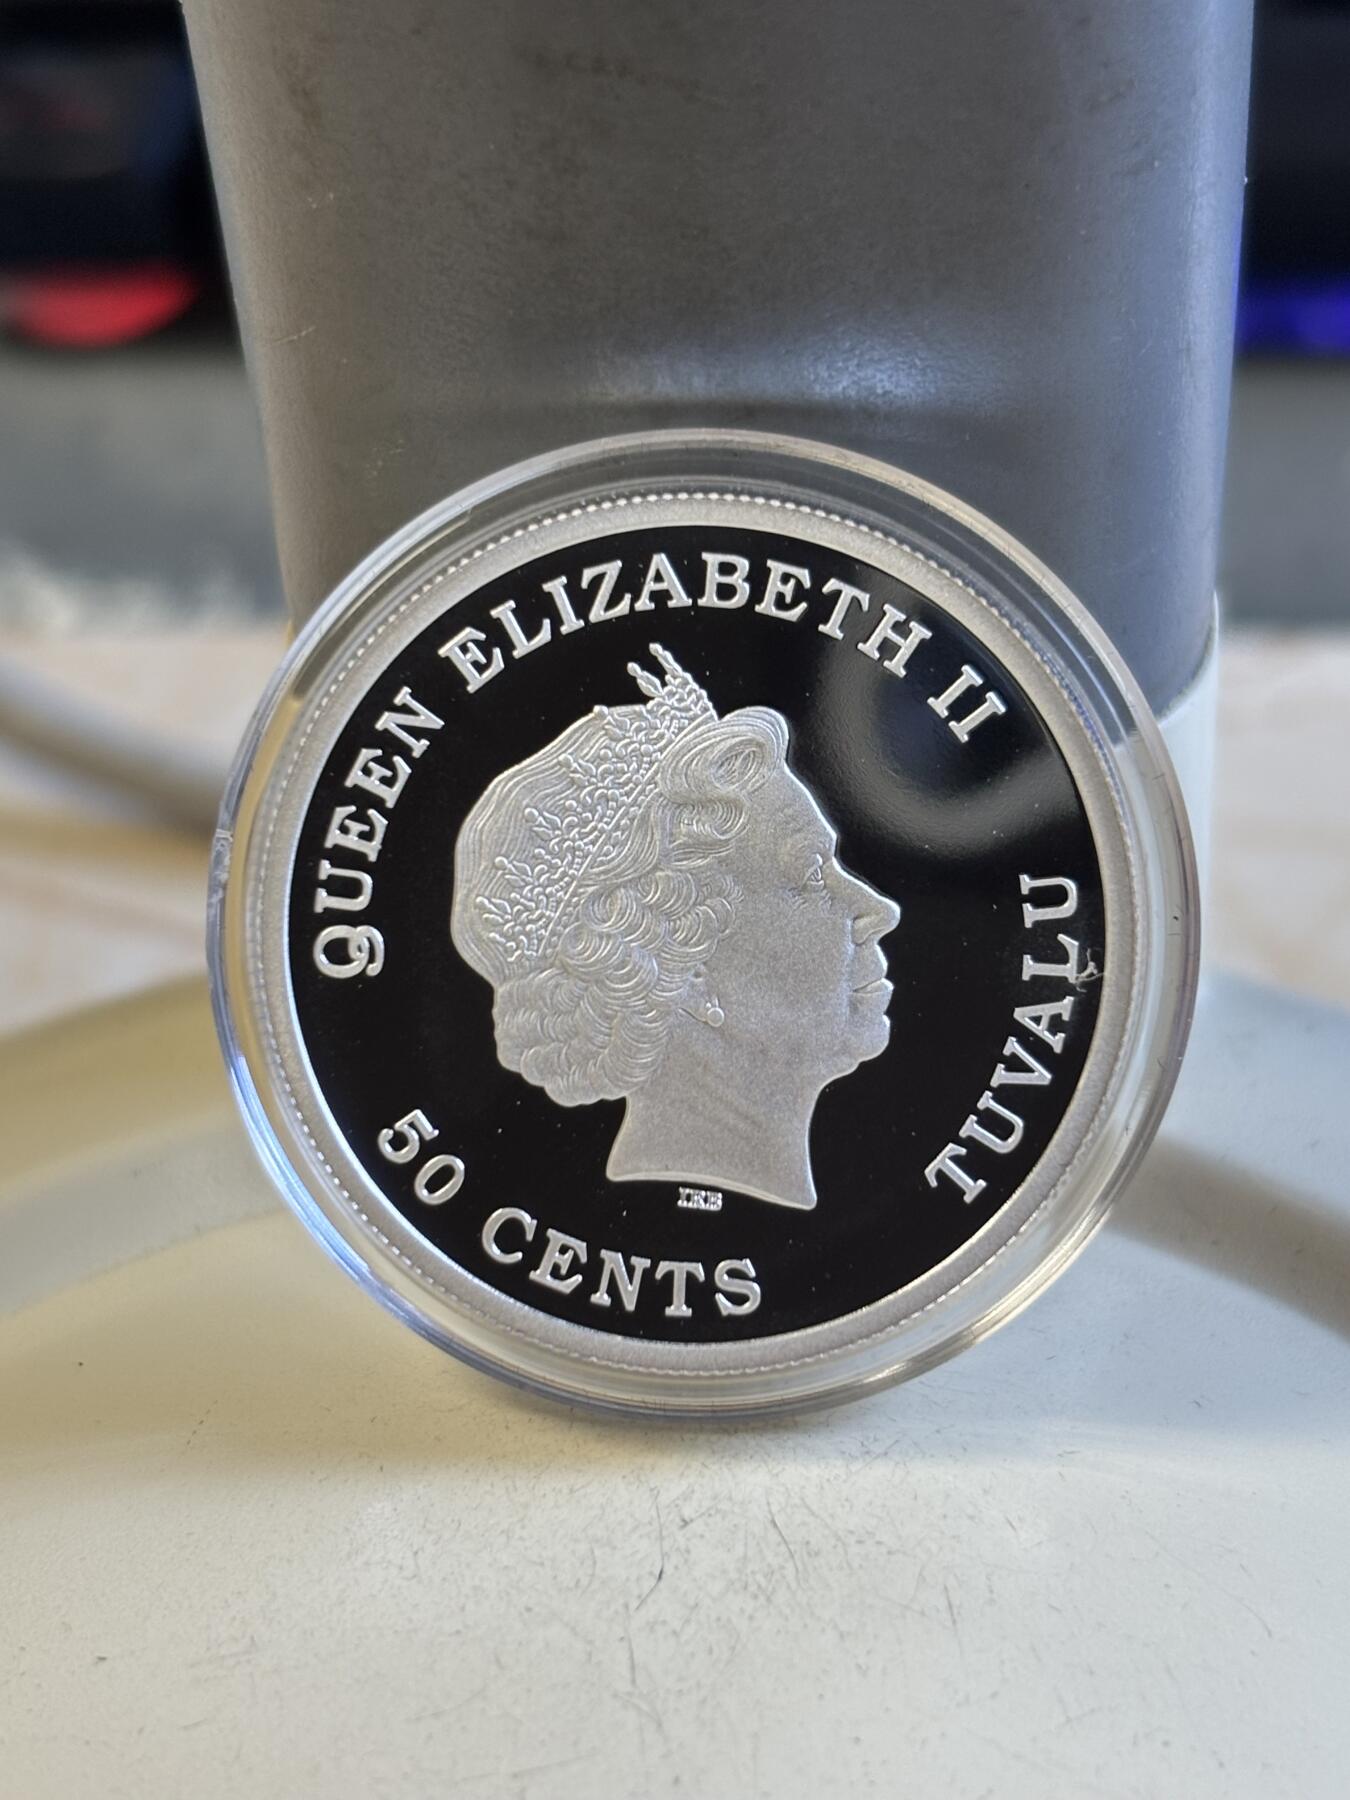 QUEEN ELIZABETH II
TUVALU
50 CENTS
IRB